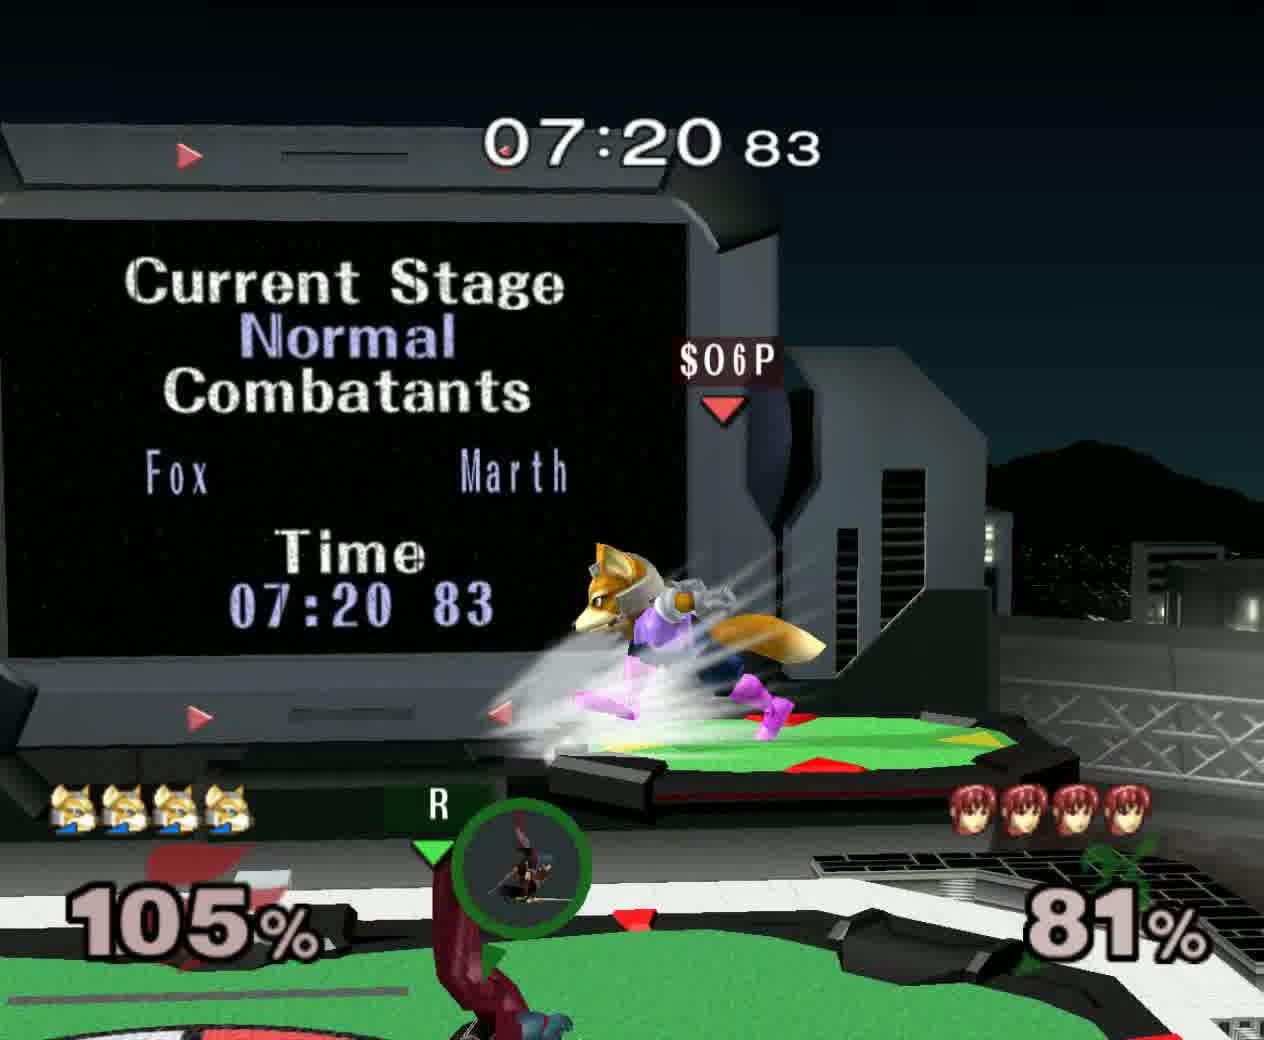 07:20 83
Current Stage
Normal
Combatants
$06P
Fox Marth
Time
07:20 83
R
105% 81%